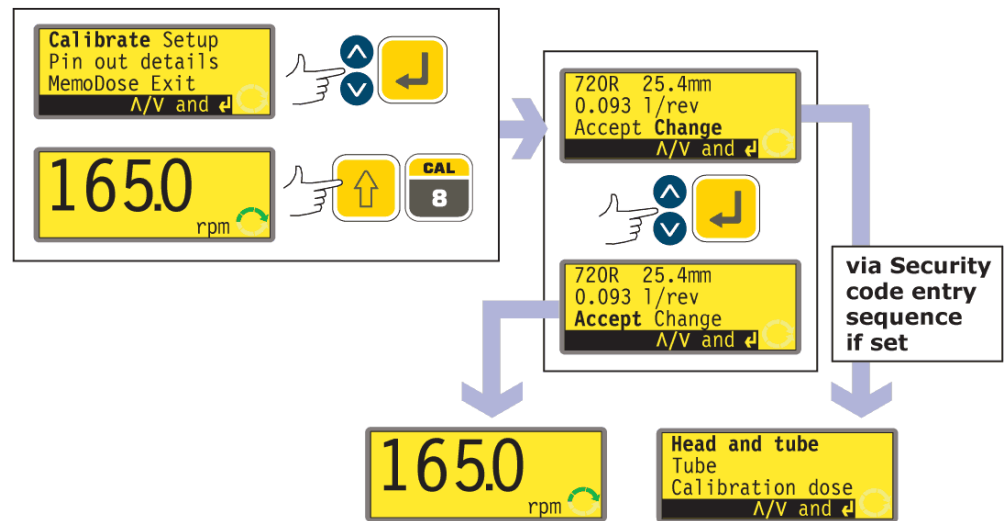 Calibrate Setup
Pin out details
MemoDose Exit
∧/∨ and ↲
165.0
rpm
CAL
8
720R 25.4mm
0.093 l/rev
Accept Change
∧/∨ and ↲
720R 25.4mm
0.093 l/rev
Accept Change
∧/∨ and ↲
via Security
code entry
sequence
if set
165.0
rpm
Head and tube
Tube
Calibration dose
∧/∨ and ↲